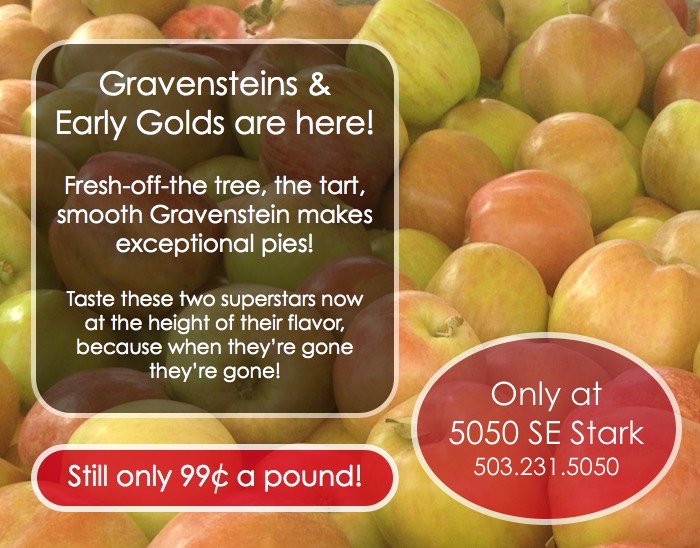 Gravensteins &
Early Golds are here!
Fresh-off-the tree, the tart,
smooth Gravenstein makes
exceptional pies!
Taste these two superstars now
at the height of their flavor,
because when they're gone
they're gone!
Still only 99¢ a pound!
Only at
5050 SE Stark
503.231.5050